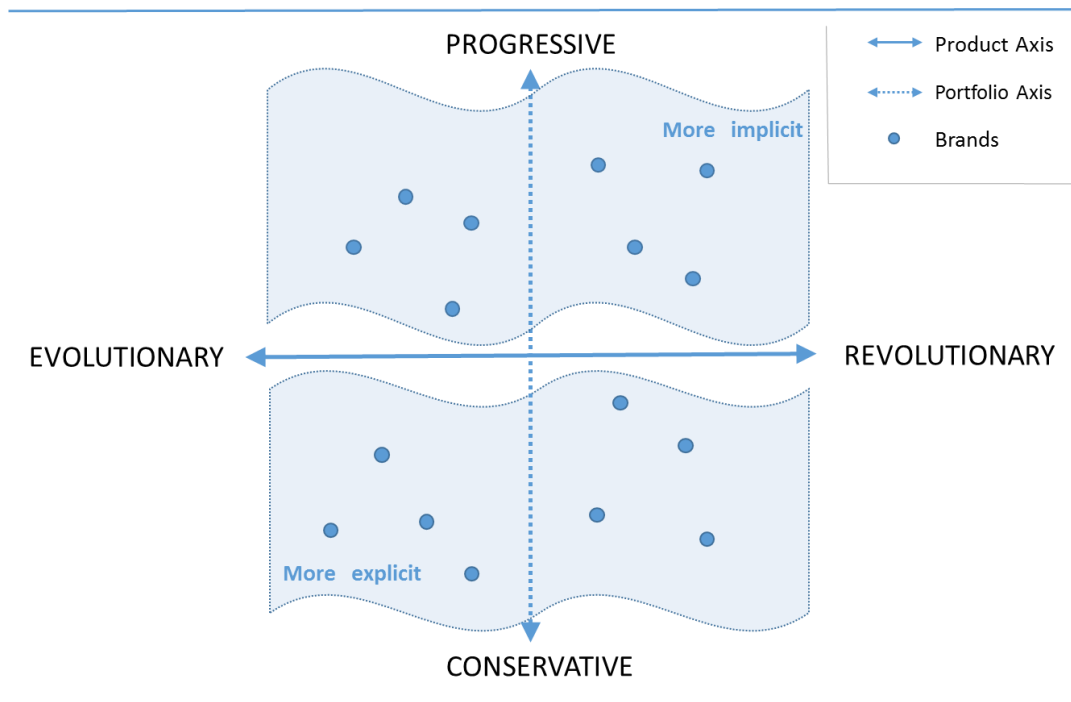 PROGRESSIVE
Product Axis
Portfolio Axis
Brands
More implicit
EVOLUTIONARY
REVOLUTIONARY
More explicit
CONSERVATIVE